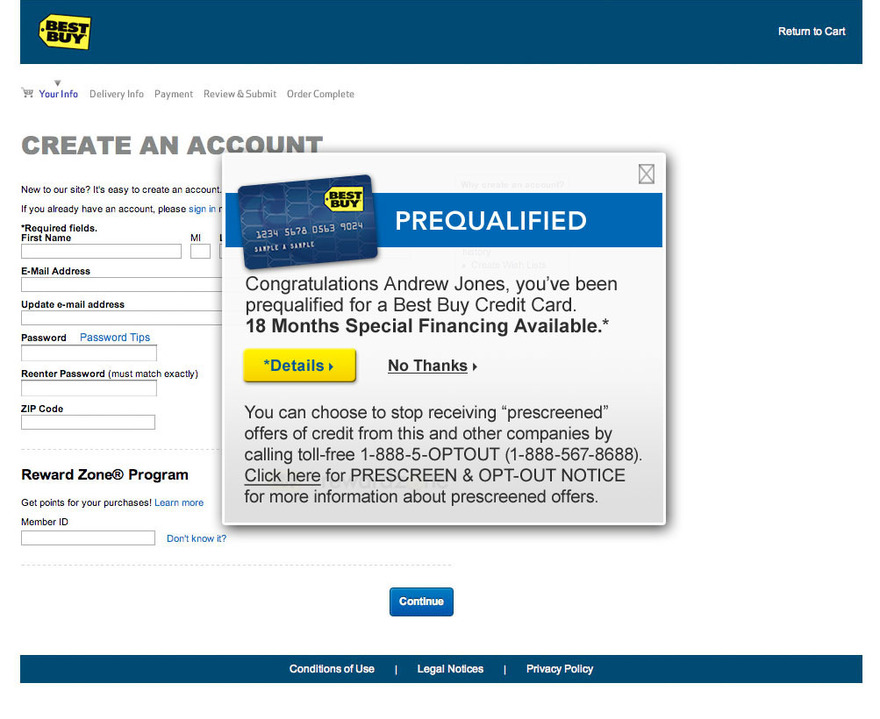 BEST
BUY
Return to Cart
Your Info Delivery Info Payment Review & Submit Order Complete
CREATE AN ACCOUNT
New to our site? It's easy to create an account.
If you already have an account, please sign in
*Required fields.
First Name MI
E-Mail Address
Update e-mail address
Password Password Tips
Reenter Password (must match exactly)
ZIP Code
Reward Zone® Program
Get points for your purchases! Learn more
Member ID
Don't know it?
Continue
Why create an account?
Create Wish Lists
BEST
BUY
1234 5678 0563 9024
SAMPLE A SAMPLE
PREQUALIFIED
Congratulations Andrew Jones, you've been
prequalified for a Best Buy Credit Card.
18 Months Special Financing Available.*
*Details No Thanks
You can choose to stop receiving “prescreened”
offers of credit from this and other companies by
calling toll-free 1-888-5-OPTOUT (1-888-567-8688).
Click here for PRESCREEN & OPT-OUT NOTICE
for more information about prescreened offers.
Conditions of Use | Legal Notices | Privacy Policy